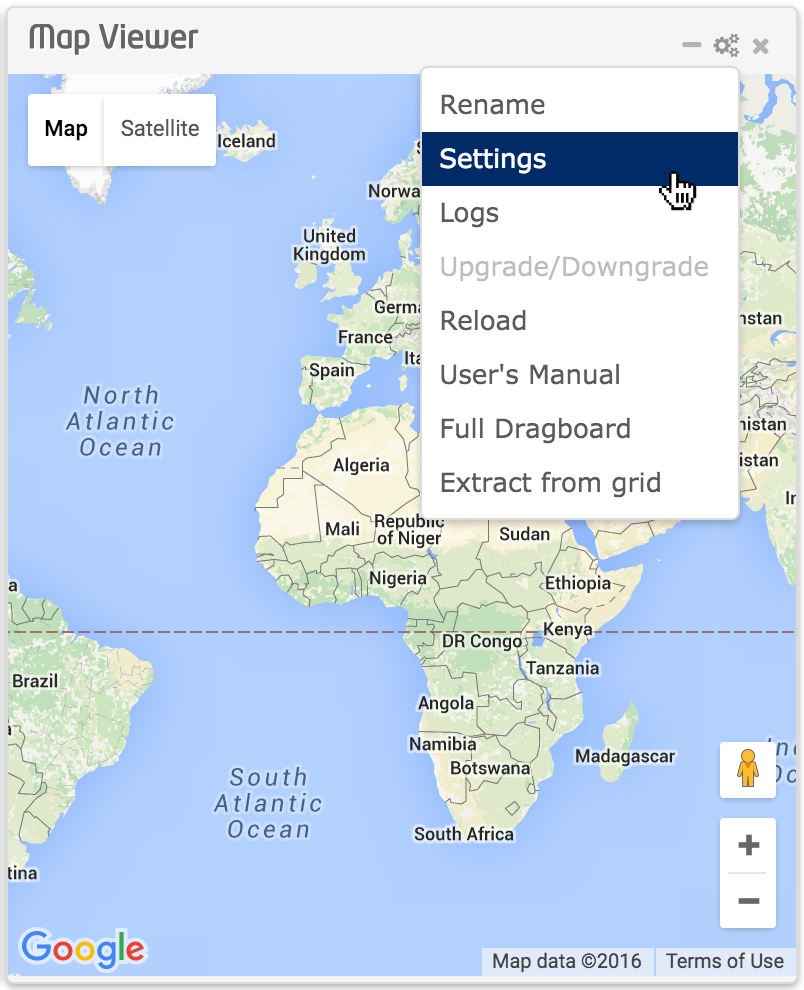 Map Viewer
Map
Satellite
Rename
Settings
Logs
Upgrade/Downgrade
Reload
User's Manual
Full Dragboard
Extract from grid
Iceland
Norwa
United
Kingdom
Germa
France
Spain
Ita
nstan
nistan
istan
In
North
Atlantic
Ocean
Algeria
Mali
Republic
of Niger
Sudan
Nigeria
Ethiopia
a
DR Congo
Kenya
Brazil
Tanzania
Angola
Namibia
Botswana
Madagascar
South
Atlantic
Ocean
South Africa
tina
Google
Map data ©2016
Terms of Use